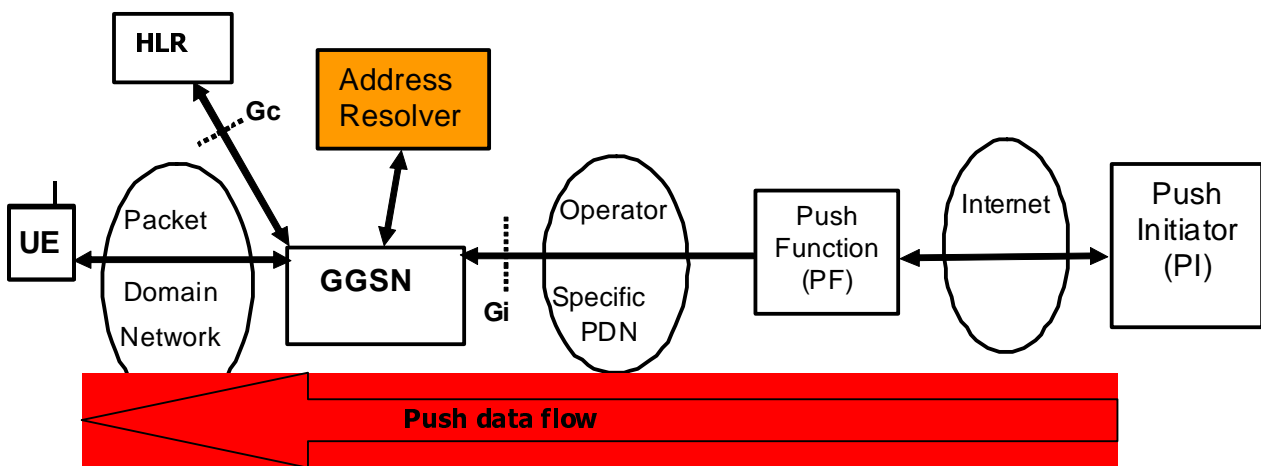 HLR
Address
Resolver
Gc
UE
Packet
Domain
Network
GGSN
Gi
Operator
Specific
PDN
Push
Function
(PF)
Internet
Push
Initiator
(PI)
Push data flow